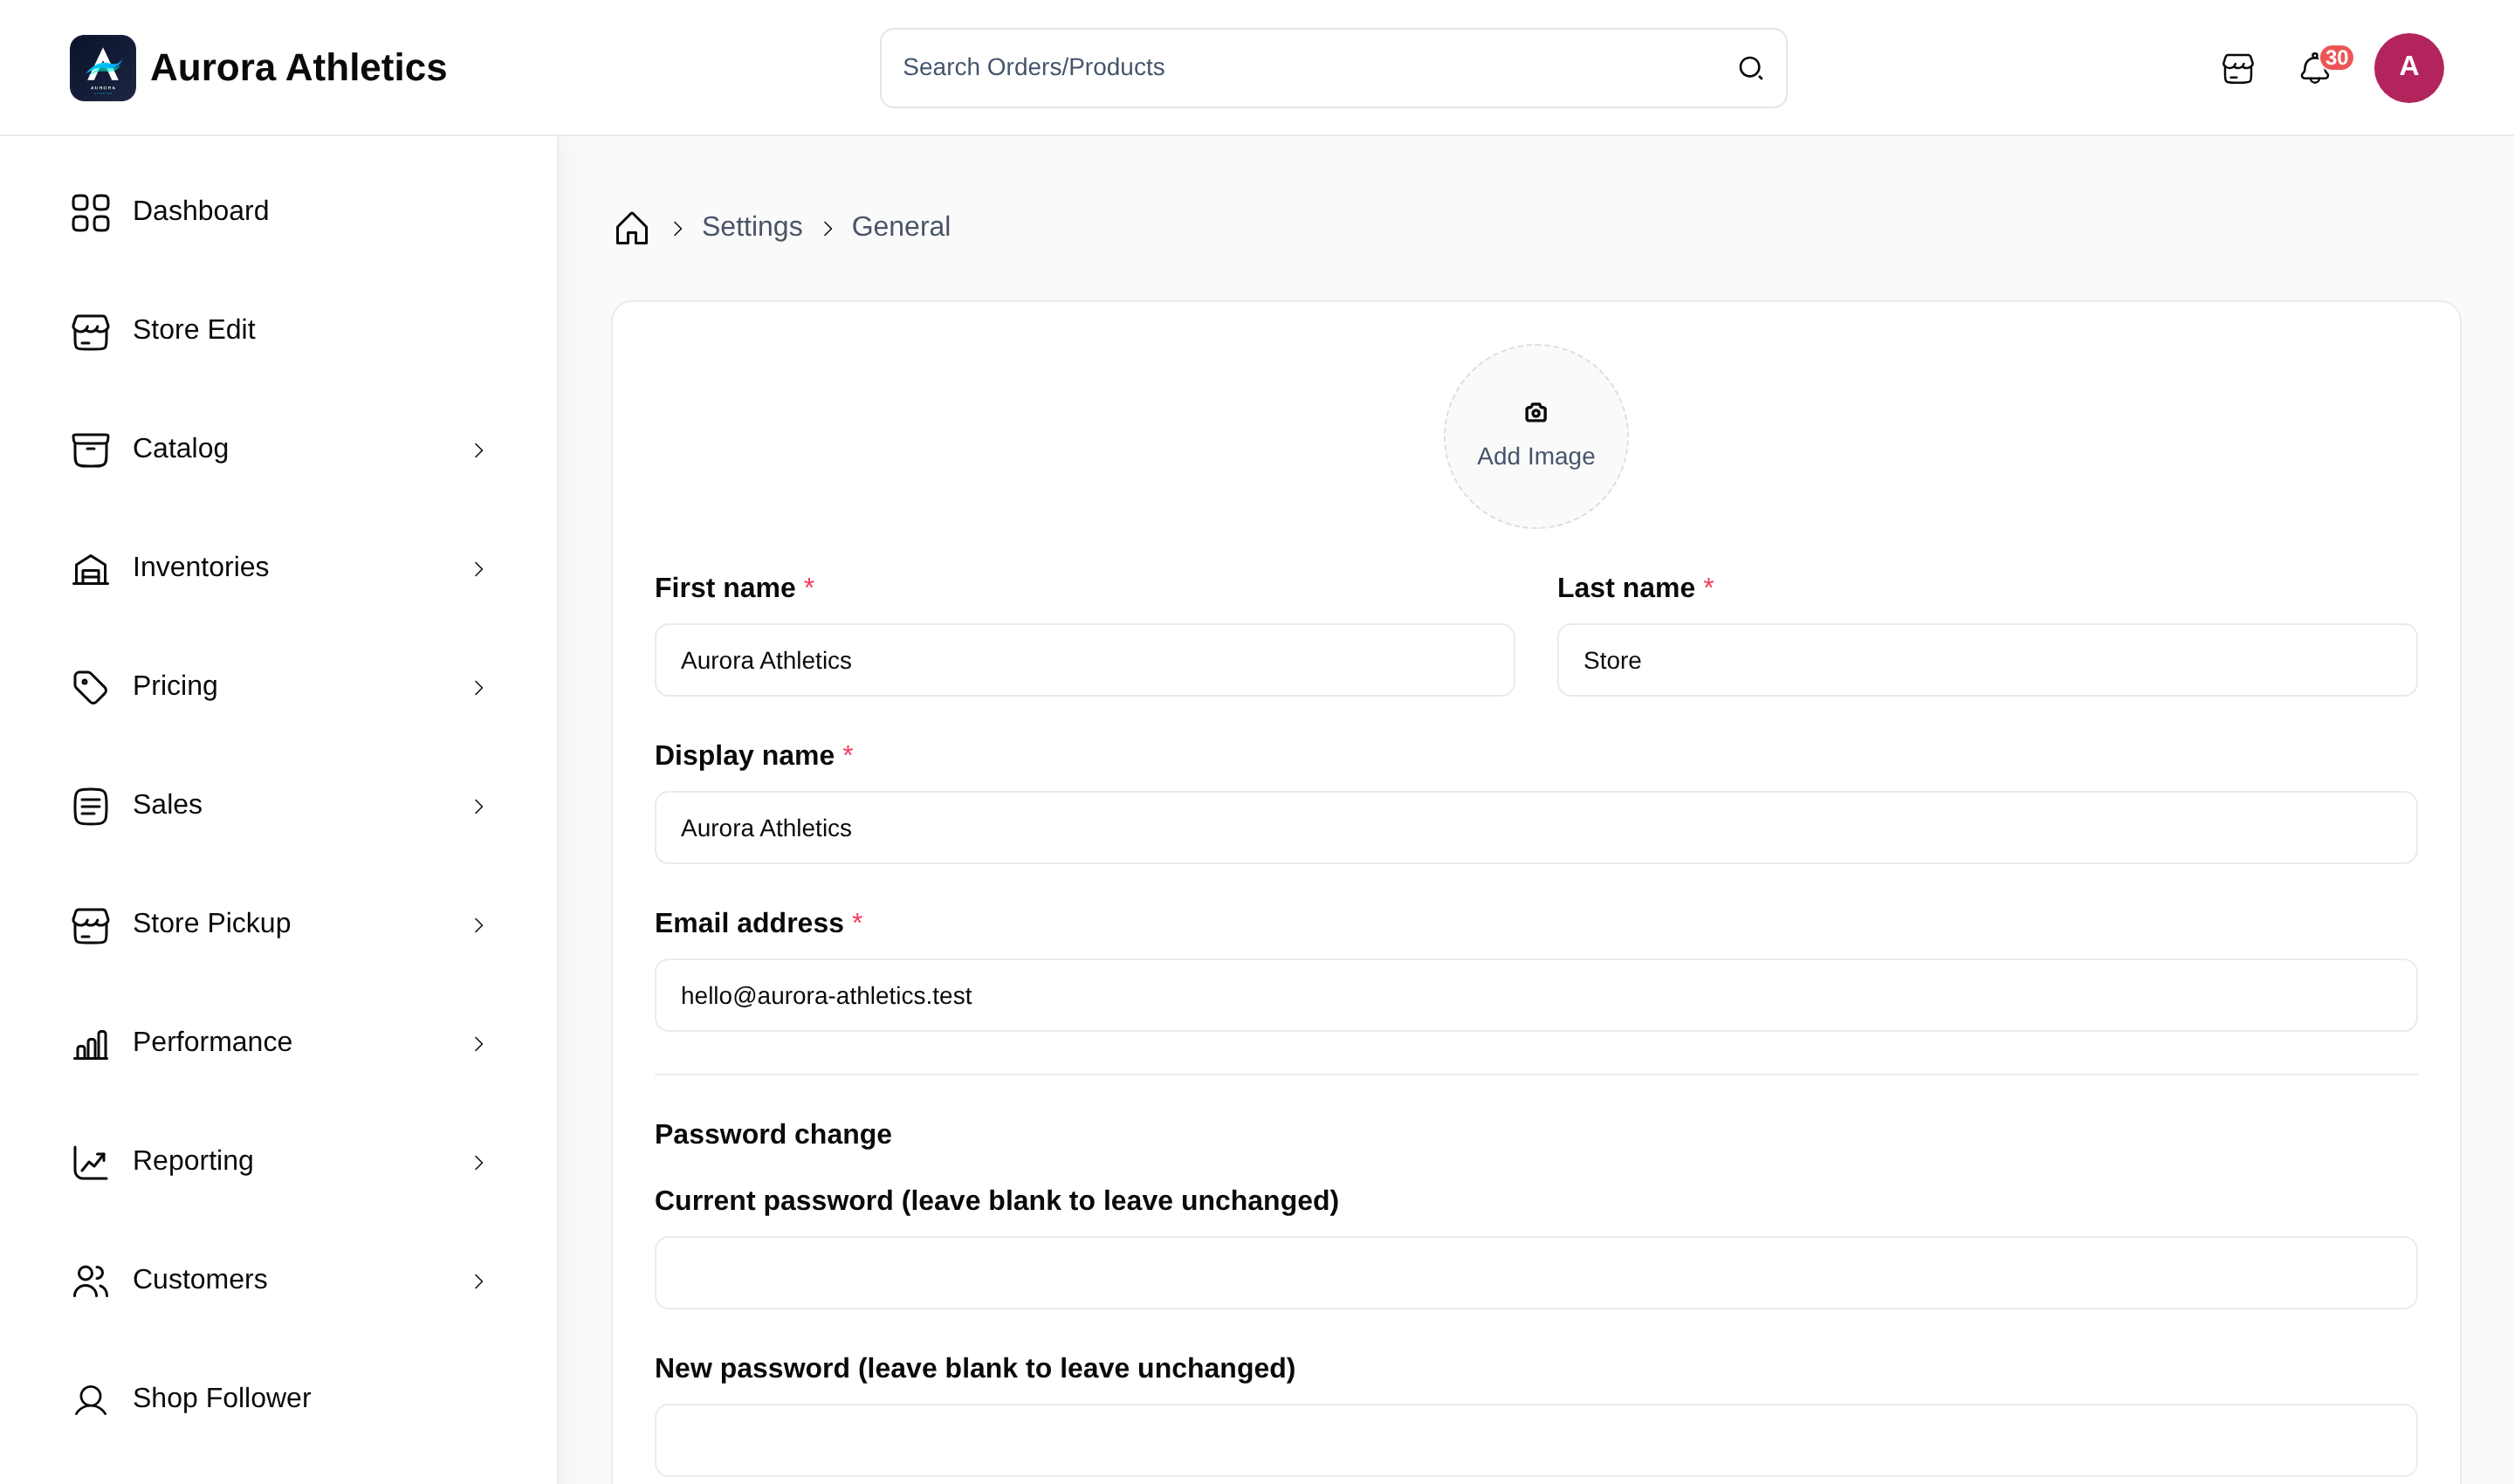 AURORA
Aurora Athletics
Search Orders/Products
30
A
Dashboard
Store Edit
Catalog
Inventories
Pricing
Sales
Store Pickup
Performance
Reporting
Customers
Shop Follower
Settings
General
Add Image
First name *
Aurora Athletics
Last name *
Store
Display name *
Aurora Athletics
Email address *
hello@aurora-athletics.test
Password change
Current password (leave blank to leave unchanged)
New password (leave blank to leave unchanged)